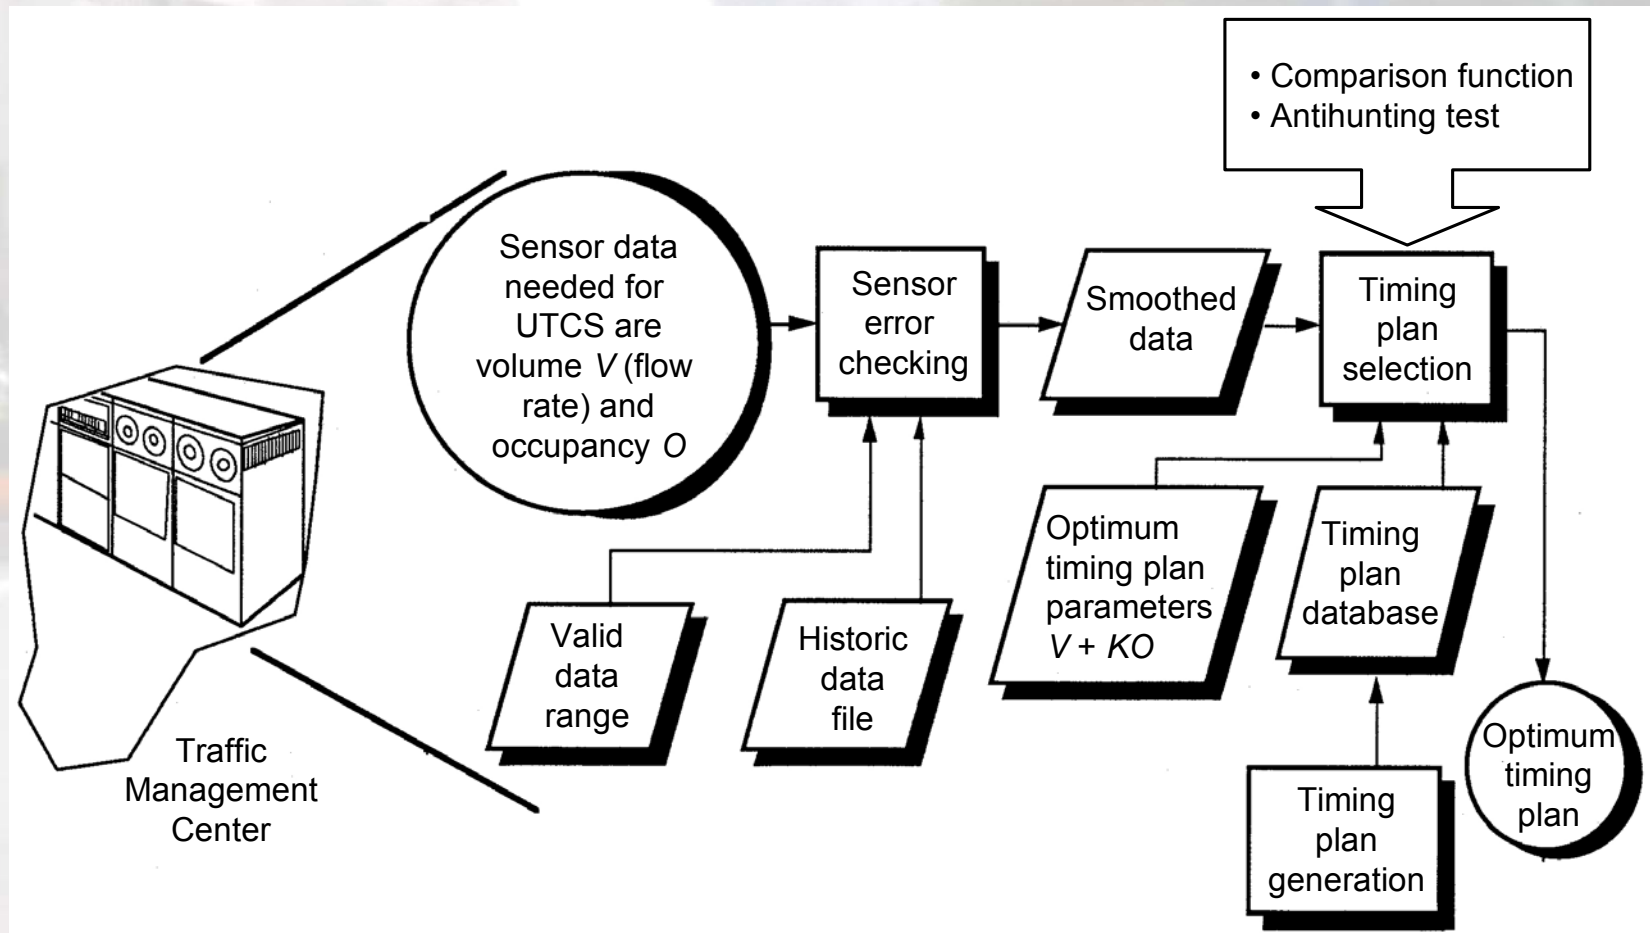 • Comparison function
• Antihunting test
Sensor data
needed for
UTCS are
volume V (flow
rate) and
occupancy O
Sensor
error
checking
Smoothed
data
Timing
plan
selection
Optimum
timing plan
parameters
V + KO
Timing
plan
database
Valid
data
range
Historic
data
file
Traffic
Management
Center
Timing
plan
generation
Optimum
timing
plan